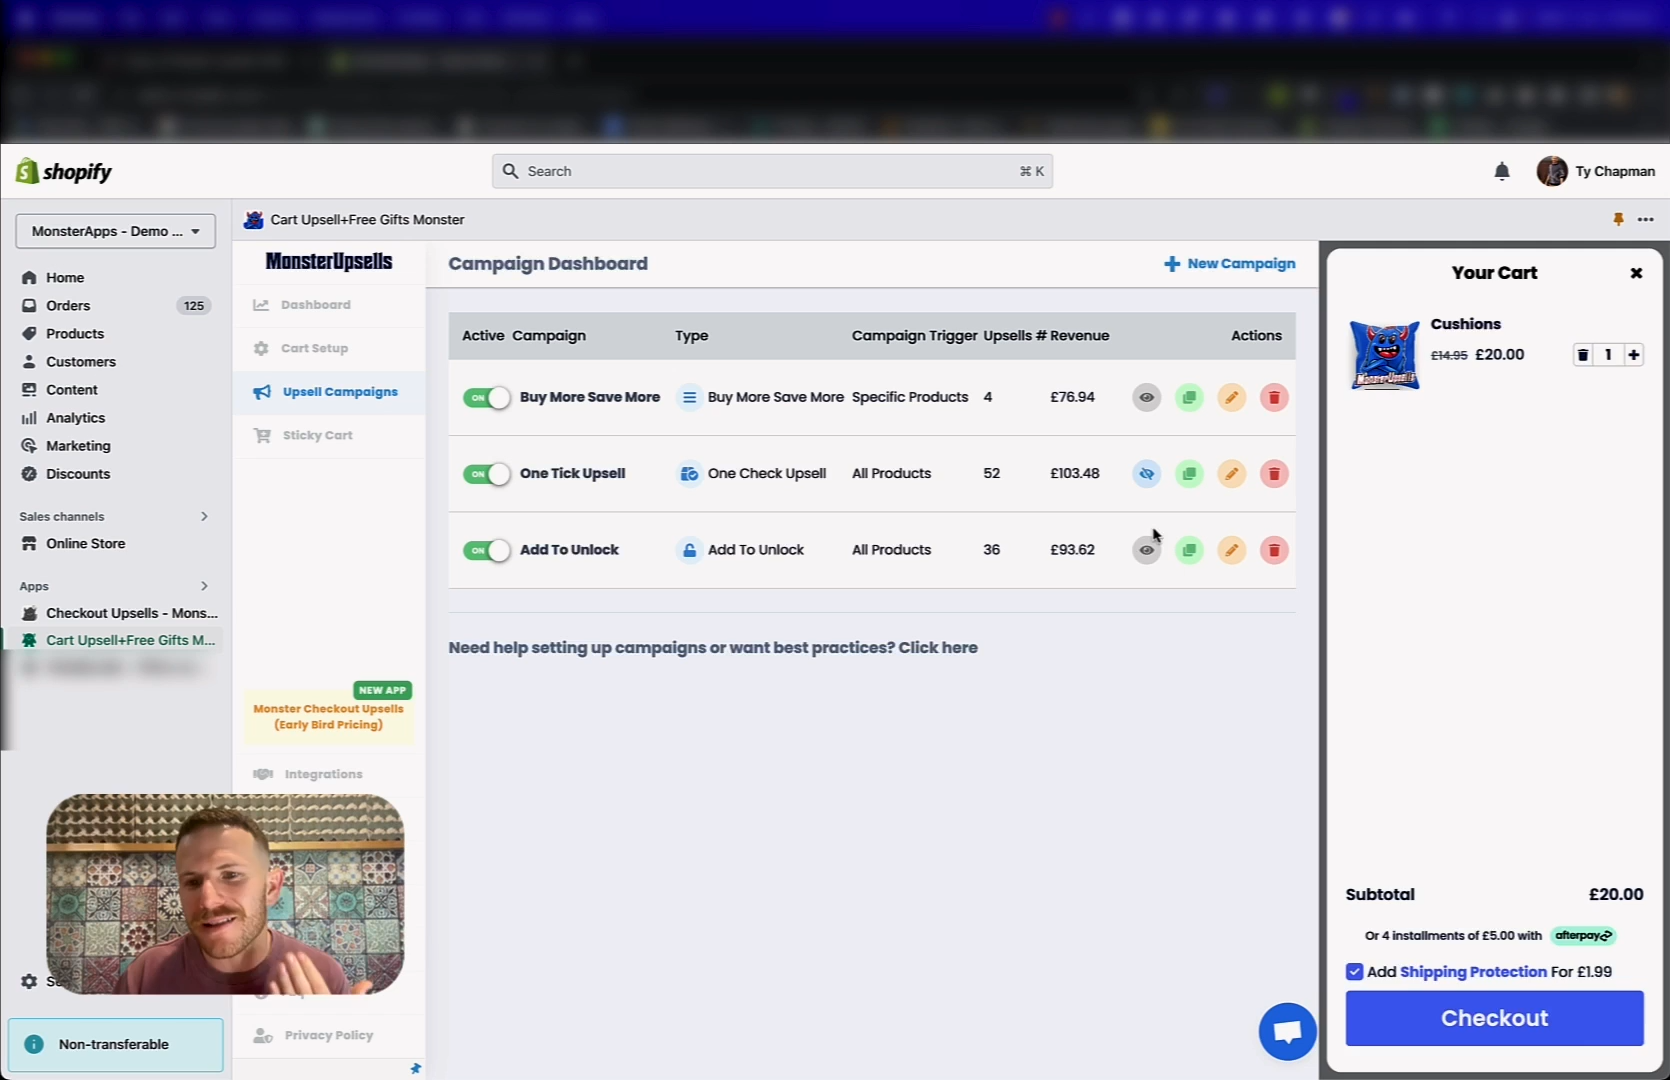 shopify
Search
⌘ K
Ty Chapman
MonsterApps - Demo ...
Cart Upsell+Free Gifts Monster
Home
Orders 125
Products
Customers
Content
Analytics
Marketing
Discounts
Sales channels
Online Store
Apps
Checkout Upsells - Mons...
Cart Upsell+Free Gifts M...
Non-transferable
MonsterUpsells
Dashboard
Cart Setup
Upsell Campaigns
Sticky Cart
NEW APP
Monster Checkout Upsells
(Early Bird Pricing)
Integrations
Privacy Policy
Campaign Dashboard
New Campaign
Active Campaign Type Campaign Trigger Upsells # Revenue Actions
ON Buy More Save More Buy More Save More Specific Products 4 £76.94
ON One Tick Upsell One Check Upsell All Products 52 £103.48
ON Add To Unlock Add To Unlock All Products 36 £93.62
Need help setting up campaigns or want best practices? Click here
Your Cart
Cushions
£14.95 £20.00
1
MonsterUpsells
Subtotal £20.00
Or 4 installments of £5.00 with afterpay
Add Shipping Protection For £1.99
Checkout